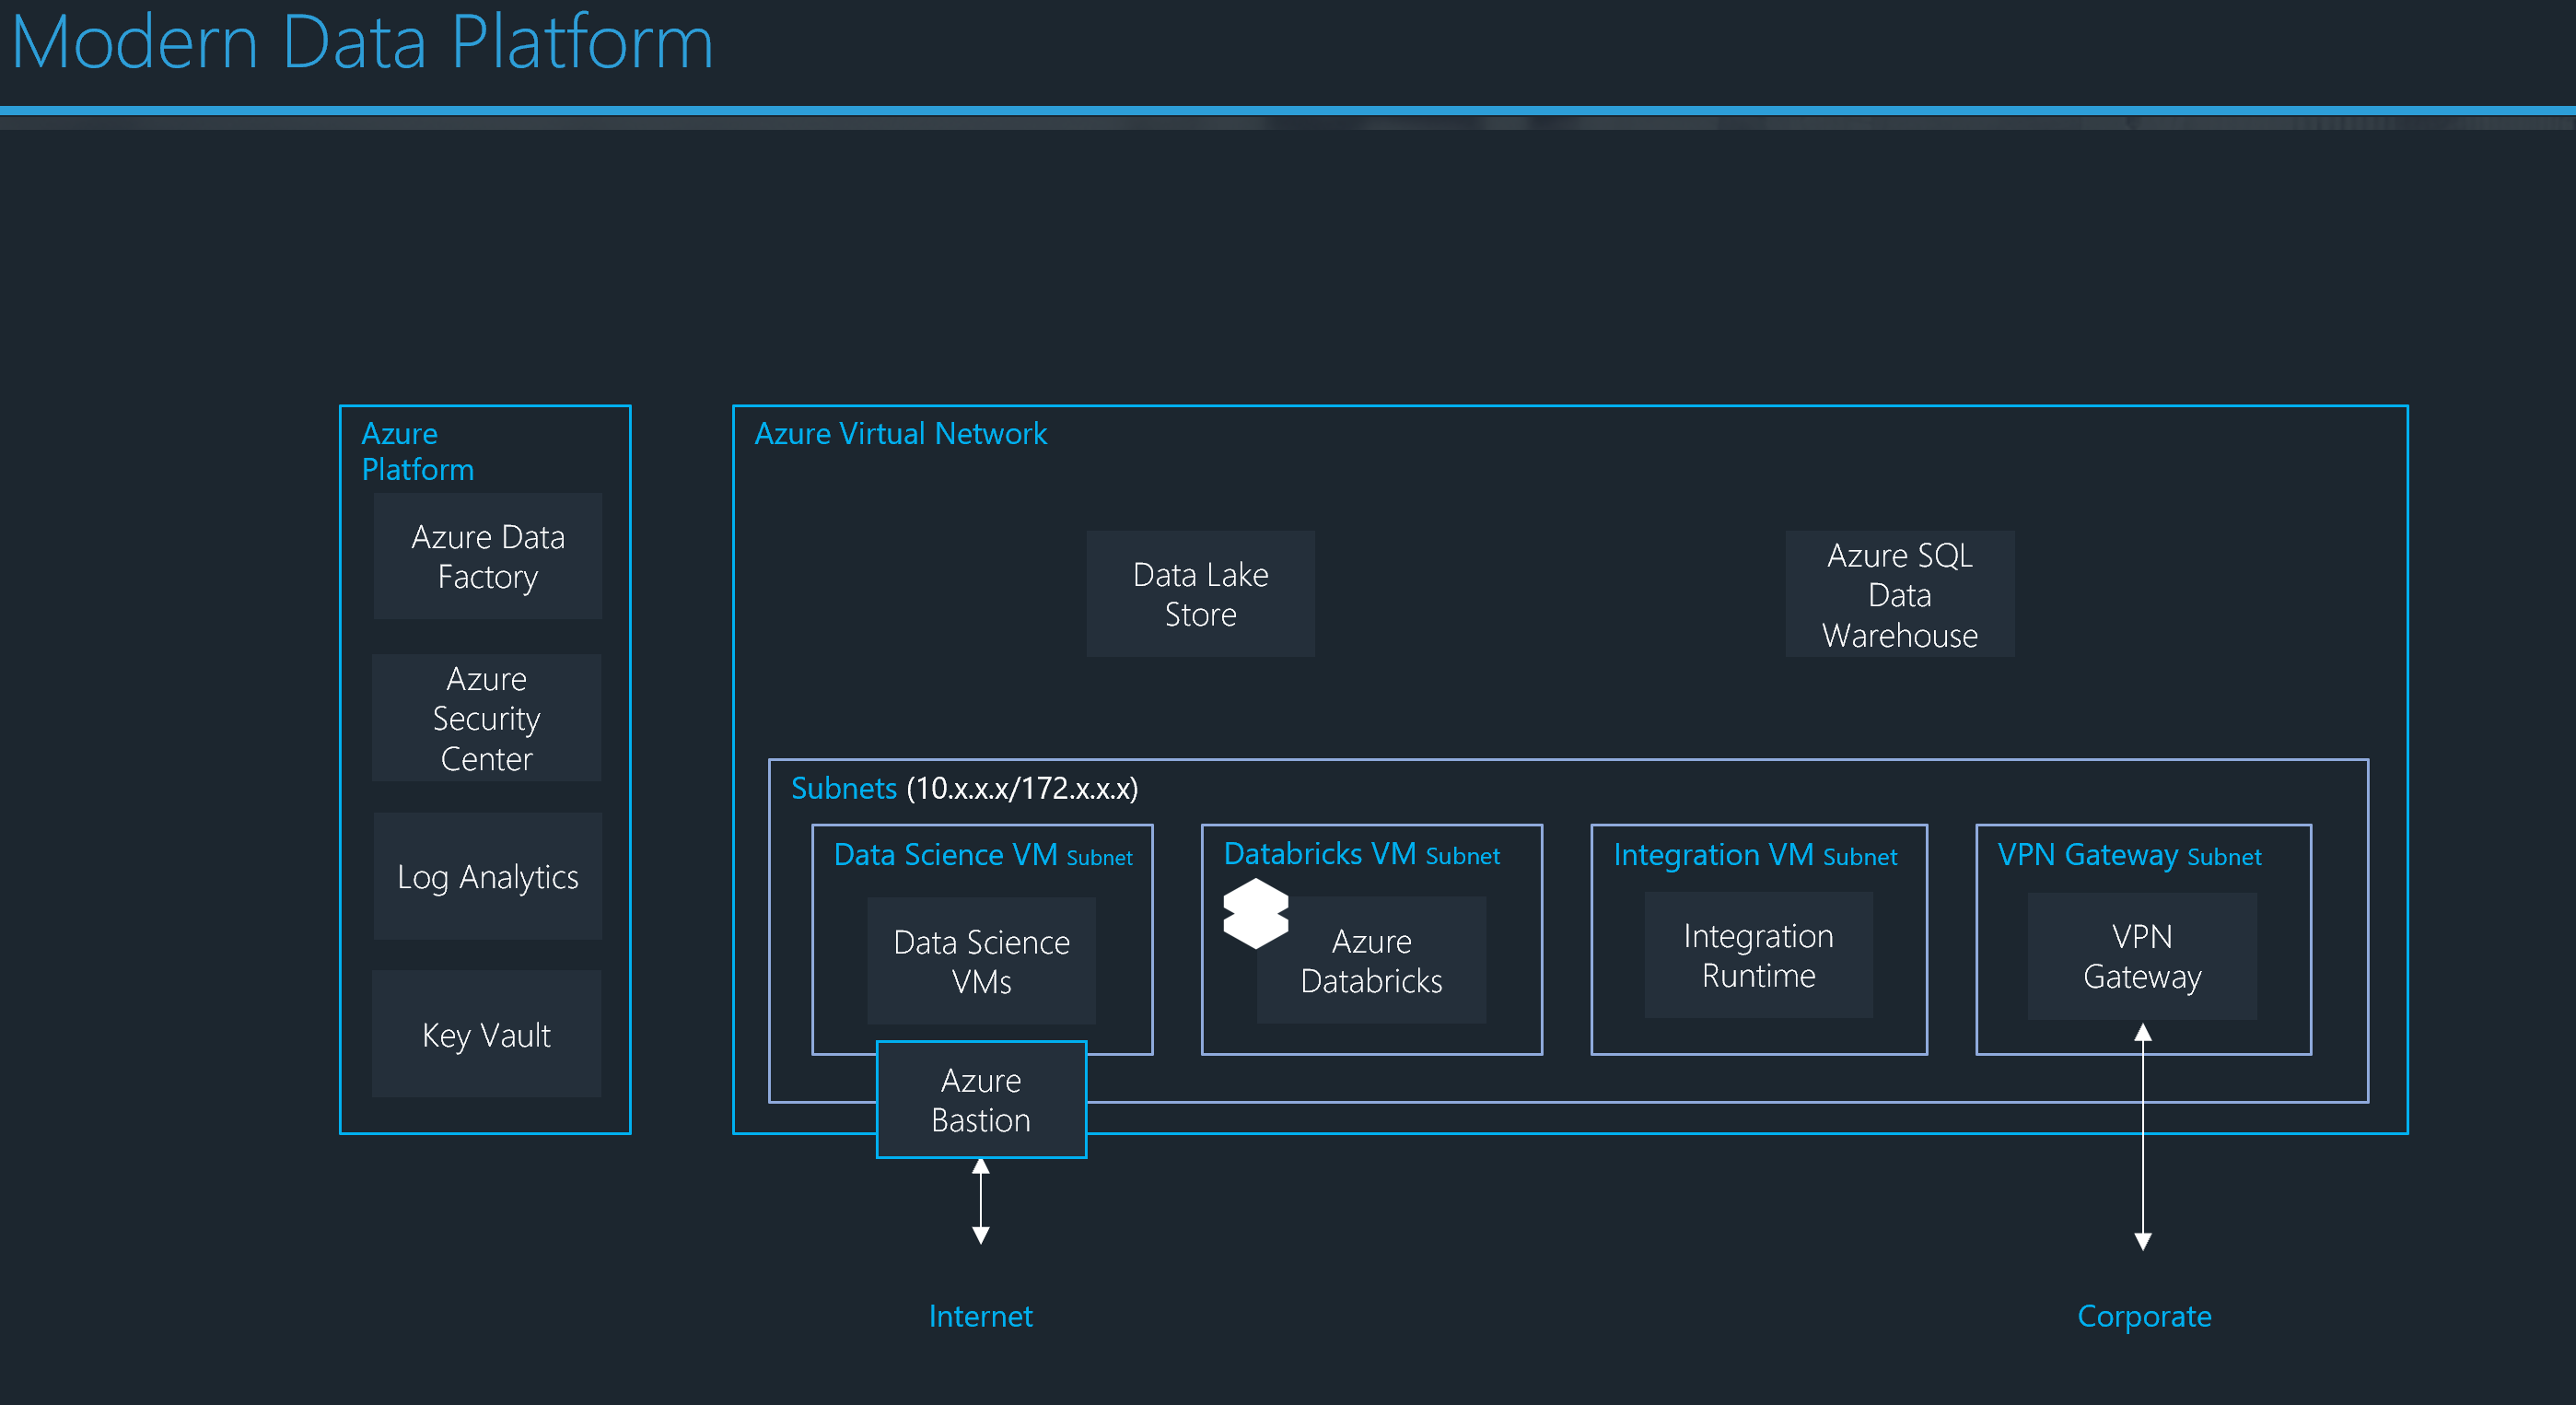 Modern Data Platform
Azure
Platform
Azure Data
Factory
Azure
Security
Center
Log Analytics
Key Vault
Azure Virtual Network
Data Lake
Store
Azure SQL
Data
Warehouse
Subnets (10.x.x.x/172.x.x.x)
Data Science VM Subnet
Data Science
VMs
Databricks VM Subnet
Azure
Databricks
Integration VM Subnet
Integration
Runtime
VPN Gateway Subnet
VPN
Gateway
Azure
Bastion
Internet
Corporate